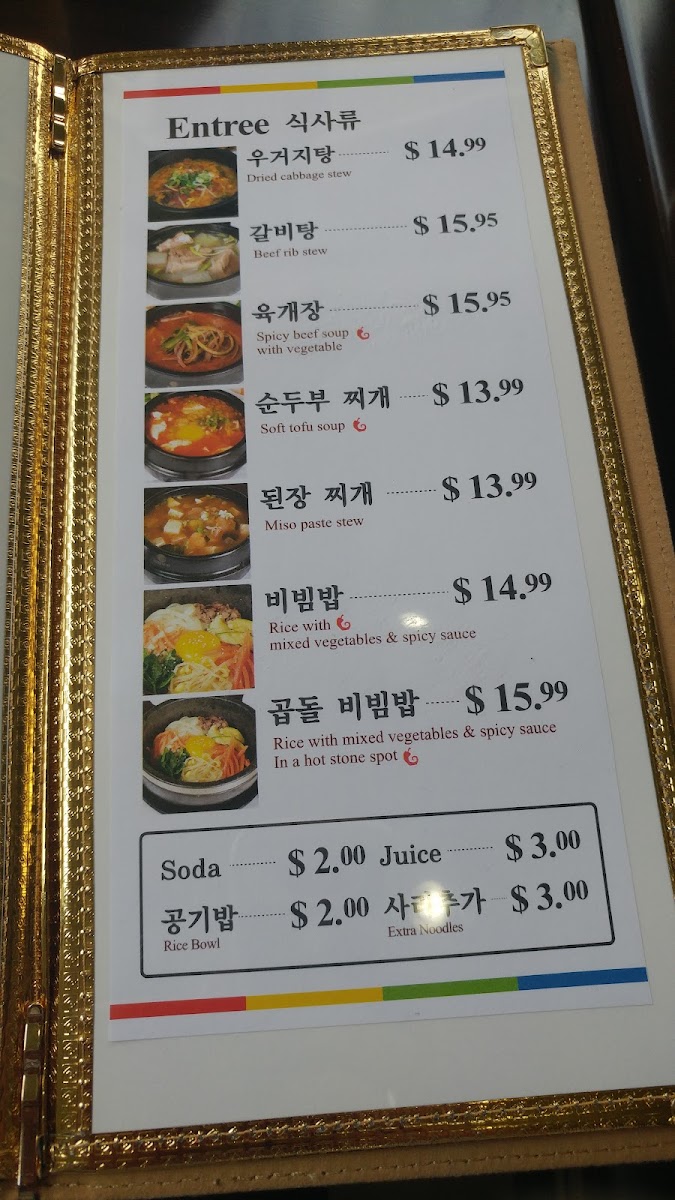 Entree 식사류
우거지탕 $ 14.99
Dried cabbage stew
갈비탕 $ 15.95
Beef rib stew
육개장 $ 15.95
Spicy beef soup
with vegetable
순두부 찌개 $ 13.99
Soft tofu soup
된장 찌개 $ 13.99
Miso paste stew
비빔밥 $ 14.99
Rice with
mixed vegetables & spicy sauce
곱돌 비빔밥 $ 15.99
Rice with mixed vegetables & spicy sauce
In a hot stone spot
Soda $ 2.00 Juice $ 3.00
공기밥 $ 2.00 사리추가 $ 3.00
Rice Bowl Extra Noodles